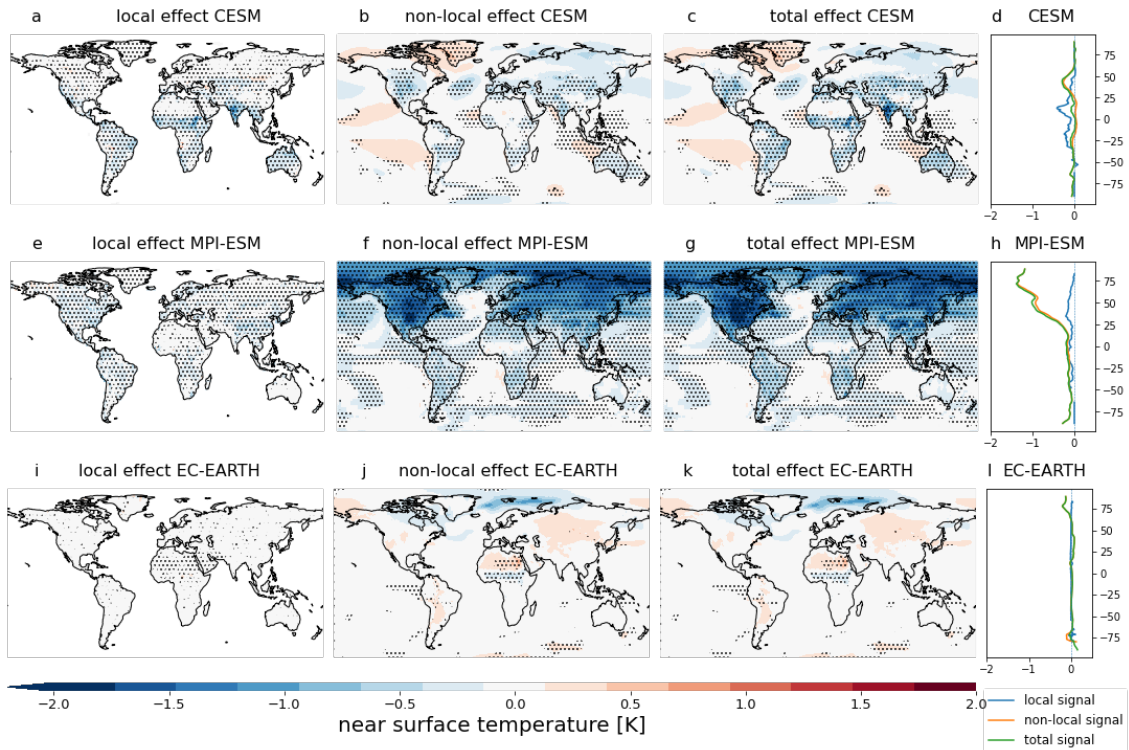 a local effect CESM b non-local effect CESM c total effect CESM d CESM
75
50
25
0
−25
−50
−75
−2 −1 0
e local effect MPI-ESM f non-local effect MPI-ESM g total effect MPI-ESM h MPI-ESM
75
50
25
0
−25
−50
−75
−2 −1 0
i local effect EC-EARTH j non-local effect EC-EARTH k total effect EC-EARTH l EC-EARTH
75
50
25
0
−25
−50
−75
−2 −1 0
−2.0 −1.5 −1.0 −0.5 0.0 0.5 1.0 1.5 2.0
near surface temperature [K]
local signal
non-local signal
total signal